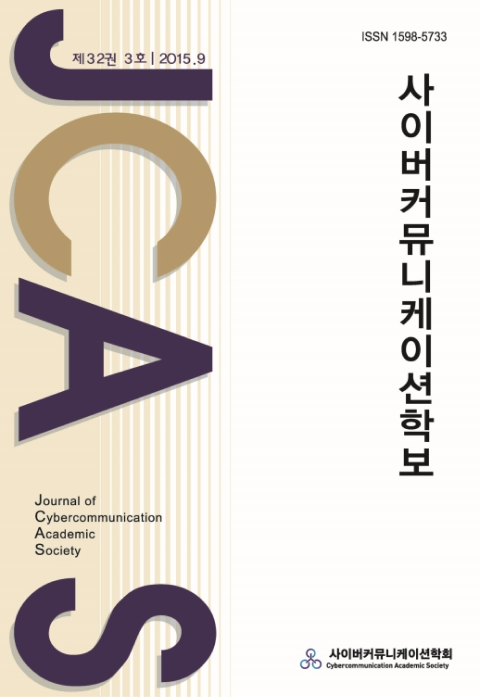 ISSN 1598-5733
제32권 3호 | 2015.9
JCAS
사이버커뮤니케이션학보
Journal of
Cybercommunication
Academic
Society
사이버커뮤니케이션학회
Cybercommunication Academic Society